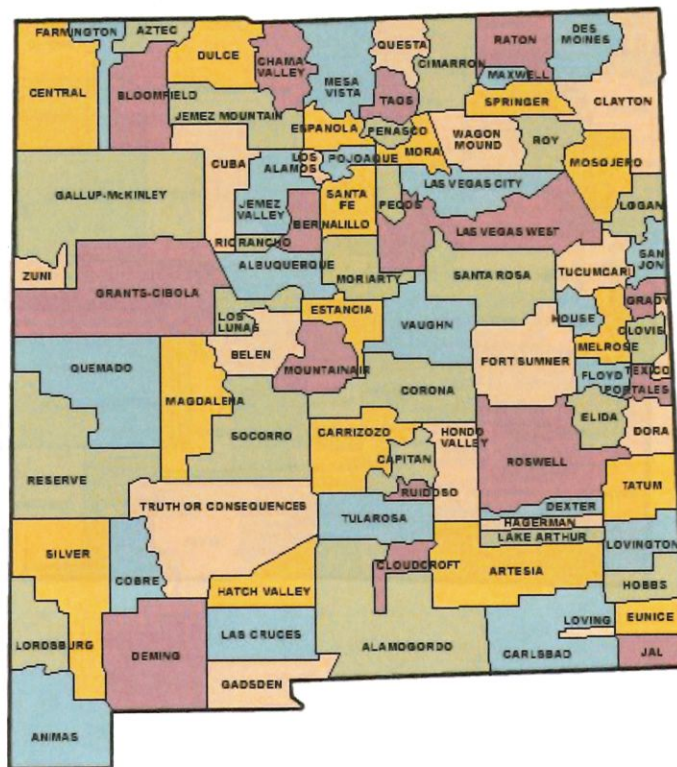 FARMINGTON
AZTEC
DULCE
CHAMA
VALLEY
MESA
VISTA
QUESTA
CIMARRON
RATON
DES
MOINES
MAXWELL
CENTRAL
BLOOMFIELD
TAOS
SPRINGER
CLAYTON
JEMEZ MOUNTAIN
ESPANOLA
PENASCO
WAGON
MOUND
ROY
MORA
CUBA
LOS
ALAMOS
POJOAQUE
MOSQJERO
GALLUP-McKINLEY
JEMEZ
VALLEY
SANTA
FE
PECOS
LAS VEGAS CITY
LOGAN
BERNALILLO
LAS VEGAS WEST
RIO RANCHO
ALBUQUERQUE
SAN
JON
ZUNI
MORIARTY
SANTA ROSA
TUCUMCARI
GRANTS-CIBOLA
GRADY
LOS
LUNAS
ESTANCIA
VAUGHN
HOUSE
CLOVIS
BELEN
MELROSE
QUEMADO
MOUNTAINAIR
FORT SUMNER
FLOYD
TEXICO
PORTALES
MAGDALENA
CORONA
ELIDA
SOCORRO
CARRIZOZO
HONDO
VALLEY
DORA
CAPITAN
ROSWELL
RESERVE
RUIDOSO
TATUM
TRUTH OR CONSEQUENCES
TULAROSA
DEXTER
HAGERMAN
LAKE ARTHUR
LOVINGTON
SILVER
COBRE
CLOUDCROFT
ARTESIA
HATCH VALLEY
HOBBS
LOVING
EUNICE
LORDSBURG
DEMING
LAS CRUCES
ALAMOGORDO
CARLSBAD
JAL
GADSDEN
ANIMAS